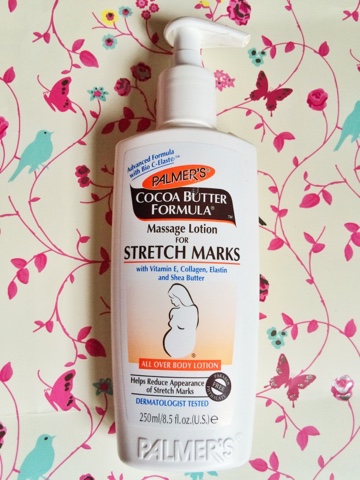 Advanced Formula
with Bio C-Elaste™
PALMER'S
COCOA BUTTER
FORMULA®
™
Massage Lotion
FOR
STRETCH MARKS
with Vitamin E, Collagen, Elastin
and Shea Butter
®
ALL OVER BODY LOTION
Helps Reduce Appearance
of Stretch Marks
DERMATOLOGIST TESTED
250ml/8.5 fl.oz.(U.S.)e
PALMER'S